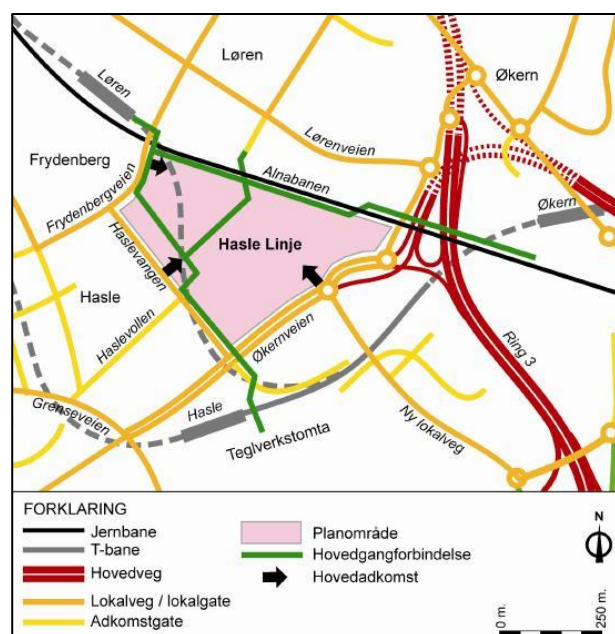 Løren
Økern
Løren
Lørenveien
Frydenberg
Alnabanen
Økern
Frydenbergveien
Hasle Linje
Haslevangen
Hasle
Haslevollen
Økernveien
Ring 3
Grenseveien
Hasle
Ny lokalveg
Teglverkstomta
FORKLARING
Jernbane
T-bane
Hovedveg
Lokalveg / lokalgate
Adkomstgate
Planområde
Hovedgangforbindelse
Hovedadkomst
N
0 m.
250 m.